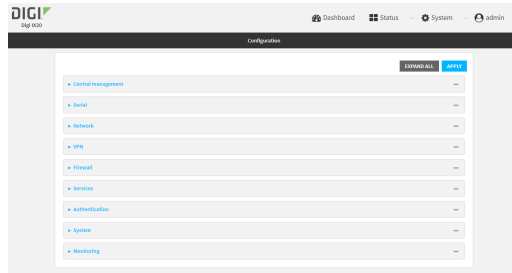 DIGI
Digi IX20
Dashboard Status System admin
Configuration
EXPAND ALL APPLY
Central management
Serial
Network
VPN
Firewall
Services
Authentication
System
Monitoring